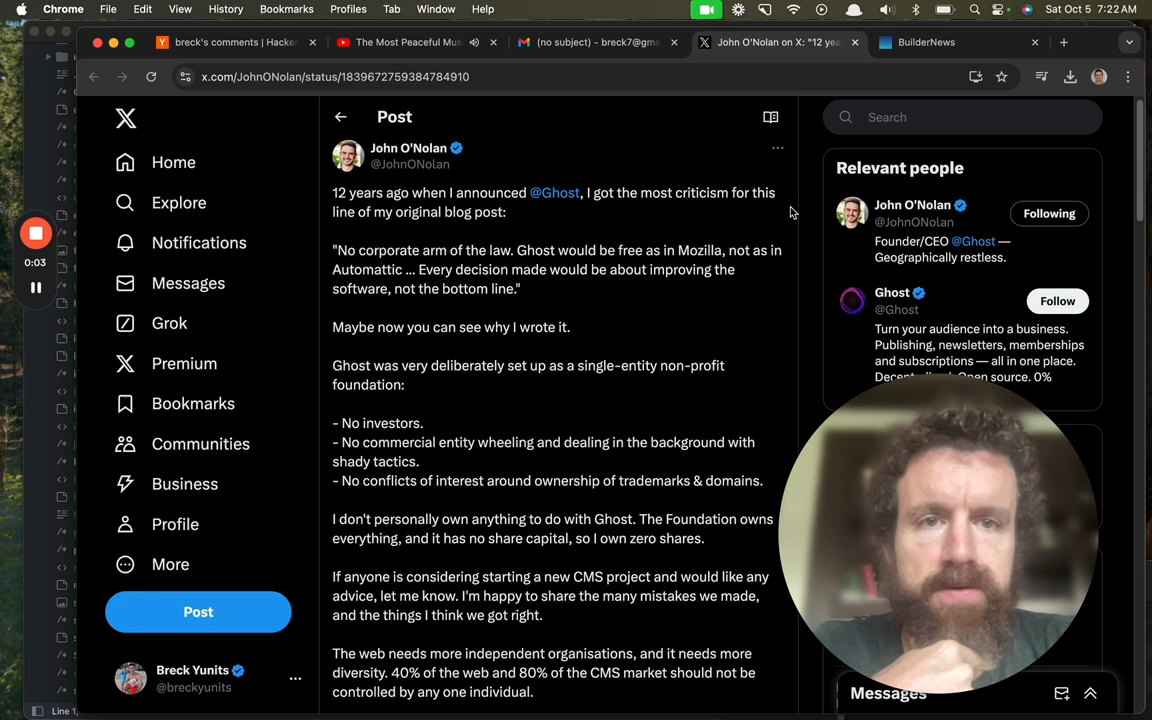 Chrome File Edit View History Bookmarks Profiles Tab Window Help
Sat Oct 5 7:22 AM
breck's comments | Hacker
The Most Peaceful Mus
(no subject) - breck7@gma
John O'Nolan on X: "12 yea
BuilderNews
x.com/JohnONolan/status/1839672759384784910
Home
Explore
Notifications
Messages
Grok
Premium
Bookmarks
Communities
Business
Profile
More
Post
Breck Yunits
@breckyunits
0:03
Line 1,
Post
John O'Nolan
@JohnONolan
12 years ago when I announced @Ghost, I got the most criticism for this
line of my original blog post:
"No corporate arm of the law. Ghost would be free as in Mozilla, not as in
Automattic ... Every decision made would be about improving the
software, not the bottom line."
Maybe now you can see why I wrote it.
Ghost was very deliberately set up as a single-entity non-profit
foundation:
- No investors.
- No commercial entity wheeling and dealing in the background with
shady tactics.
- No conflicts of interest around ownership of trademarks & domains.
I don't personally own anything to do with Ghost. The Foundation owns
everything, and it has no share capital, so I own zero shares.
If anyone is considering starting a new CMS project and would like any
advice, let me know. I'm happy to share the many mistakes we made,
and the things I think we got right.
The web needs more independent organisations, and it needs more
diversity. 40% of the web and 80% of the CMS market should not be
controlled by any one individual.
Search
Relevant people
John O'Nolan
@JohnONolan
Following
Founder/CEO @Ghost —
Geographically restless.
Ghost
@Ghost
Follow
Turn your audience into a business.
Publishing, newsletters, memberships
and subscriptions — all in one place.
Decentralized. Open source. 0%
Messages